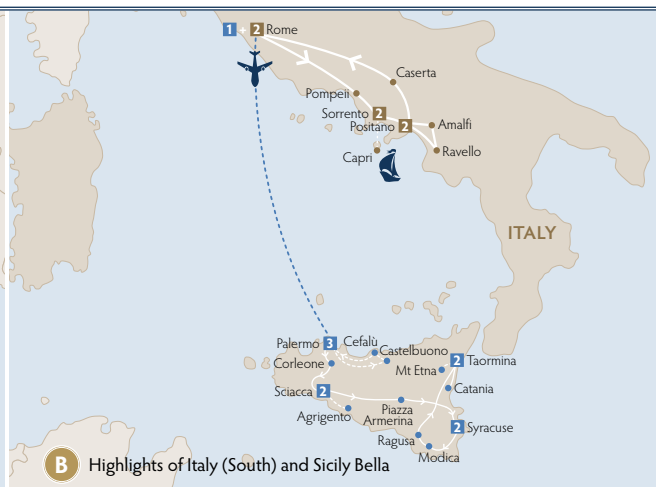 1 + 2 Rome
Caserta
Pompeii
Sorrento 2
Positano 2
Amalfi
Capri
Ravello
ITALY
Palermo 3
Cefalù
Castelbuono
Corleone
Mt Etna
2 Taormina
Sciacca 2
Catania
Agrigento
Piazza
Armerina
2 Syracuse
Ragusa
Modica
B Highlights of Italy (South) and Sicily Bella